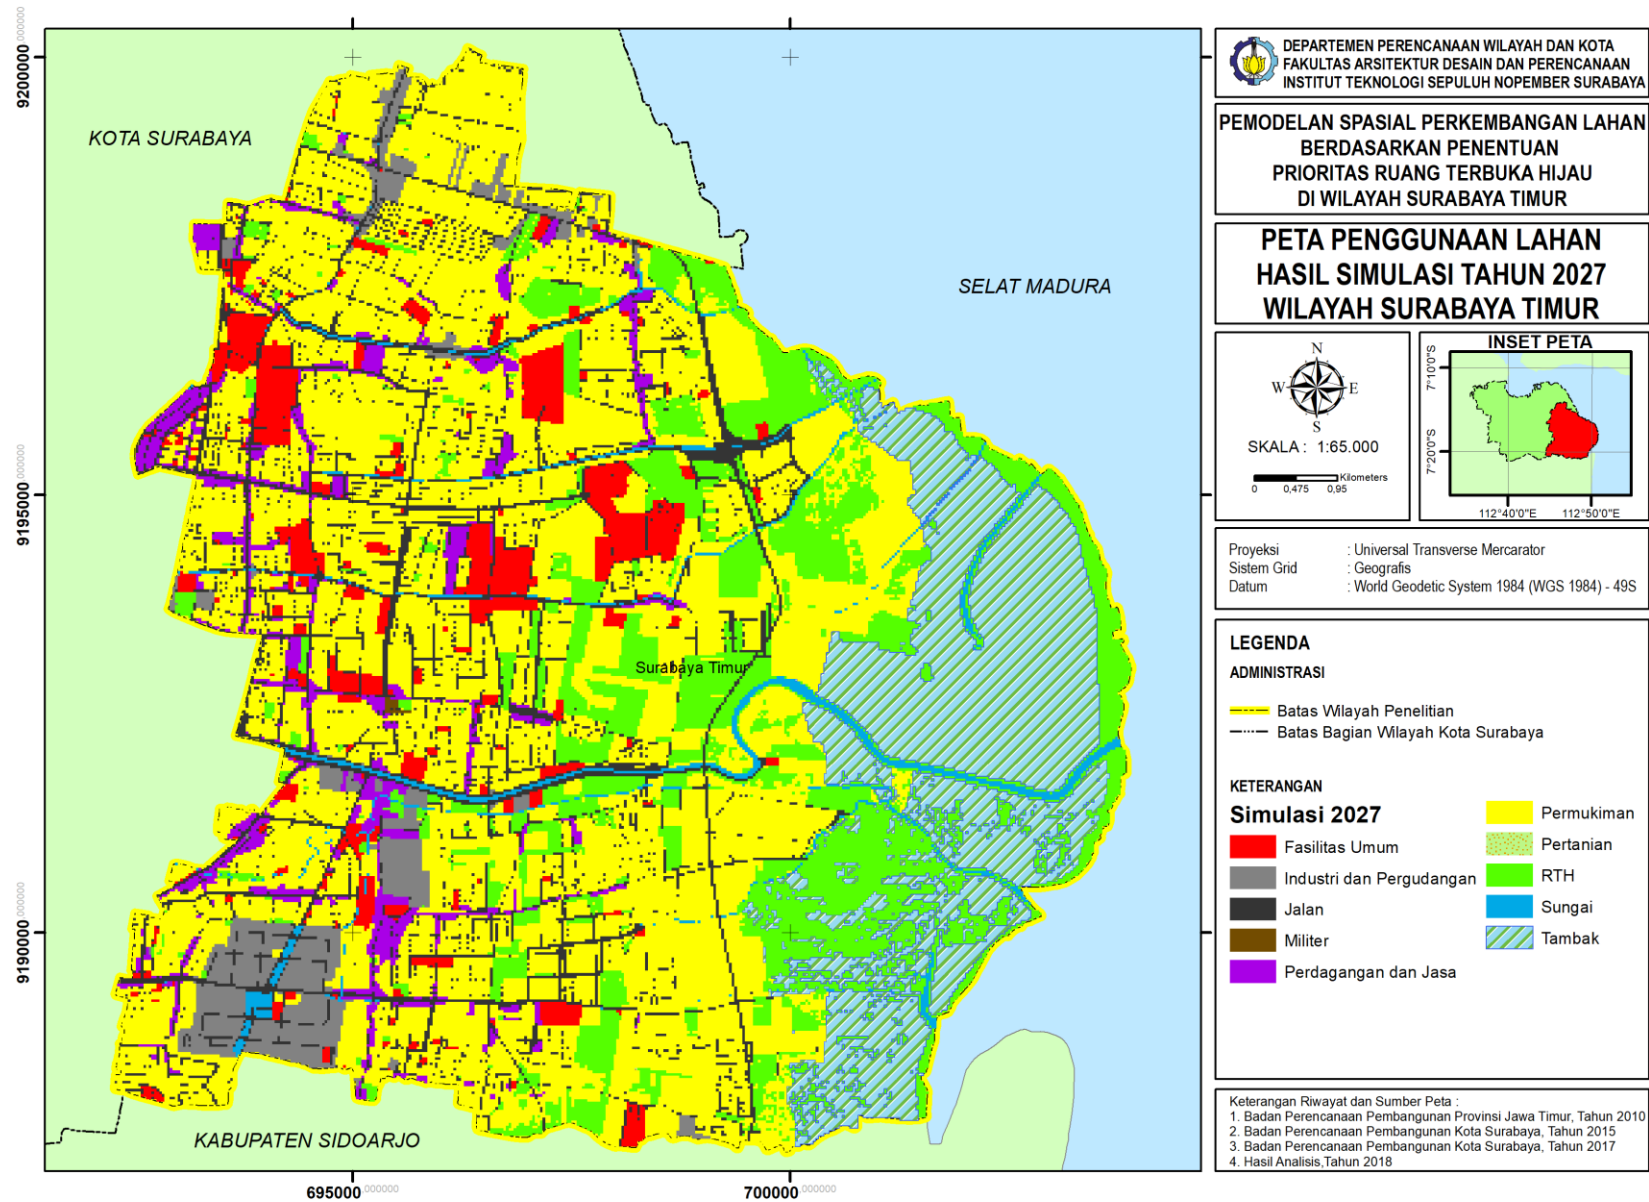 9200000,000000
9195000,000000
9190000,000000
695000,000000
700000,000000
KOTA SURABAYA
SELAT MADURA
Surabaya Timur
KABUPATEN SIDOARJO
DEPARTEMEN PERENCANAAN WILAYAH DAN KOTA
FAKULTAS ARSITEKTUR DESAIN DAN PERENCANAAN
INSTITUT TEKNOLOGI SEPULUH NOPEMBER SURABAYA
PEMODELAN SPASIAL PERKEMBANGAN LAHAN
BERDASARKAN PENENTUAN
PRIORITAS RUANG TERBUKA HIJAU
DI WILAYAH SURABAYA TIMUR
PETA PENGGUNAAN LAHAN
HASIL SIMULASI TAHUN 2027
WILAYAH SURABAYA TIMUR
N
W E
S
SKALA : 1:65.000
Kilometers
0 0,475 0,95
INSET PETA
7°10'0"S
7°20'0"S
112°40'0"E 112°50'0"E
Proyeksi : Universal Transverse Mercarator
Sistem Grid : Geografis
Datum : World Geodetic System 1984 (WGS 1984) - 49S
LEGENDA
ADMINISTRASI
Batas Wilayah Penelitian
Batas Bagian Wilayah Kota Surabaya
KETERANGAN
Simulasi 2027
Fasilitas Umum
Industri dan Pergudangan
Jalan
Militer
Perdagangan dan Jasa
Permukiman
Pertanian
RTH
Sungai
Tambak
Keterangan Riwayat dan Sumber Peta :
1. Badan Perencanaan Pembangunan Provinsi Jawa Timur, Tahun 2010
2. Badan Perencanaan Pembangunan Kota Surabaya, Tahun 2015
3. Badan Perencanaan Pembangunan Kota Surabaya, Tahun 2017
4. Hasil Analisis,Tahun 2018